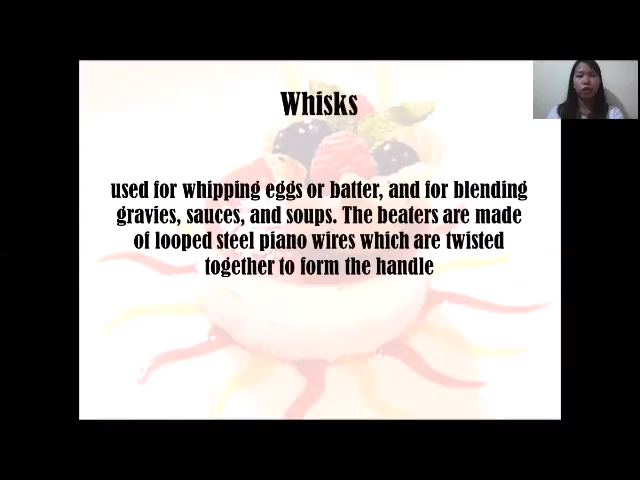 Whisks
used for whipping eggs or batter, and for blending
gravies, sauces, and soups. The beaters are made
of looped steel piano wires which are twisted
together to form the handle